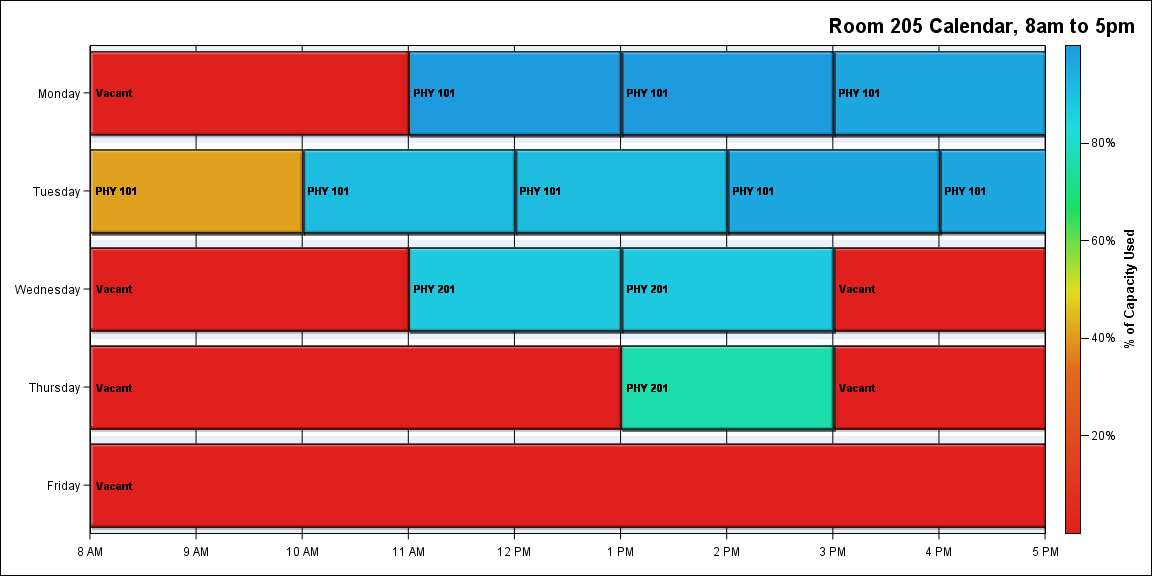 Room 205 Calendar, 8am to 5pm
Monday
Vacant
PHY 101
PHY 101
PHY 101
Tuesday
PHY 101
PHY 101
PHY 101
PHY 101
PHY 101
Wednesday
Vacant
PHY 201
PHY 201
Vacant
Thursday
Vacant
PHY 201
Vacant
Friday
Vacant
8 AM
9 AM
10 AM
11 AM
12 PM
1 PM
2 PM
3 PM
4 PM
5 PM
80%
60%
40%
20%
% of Capacity Used